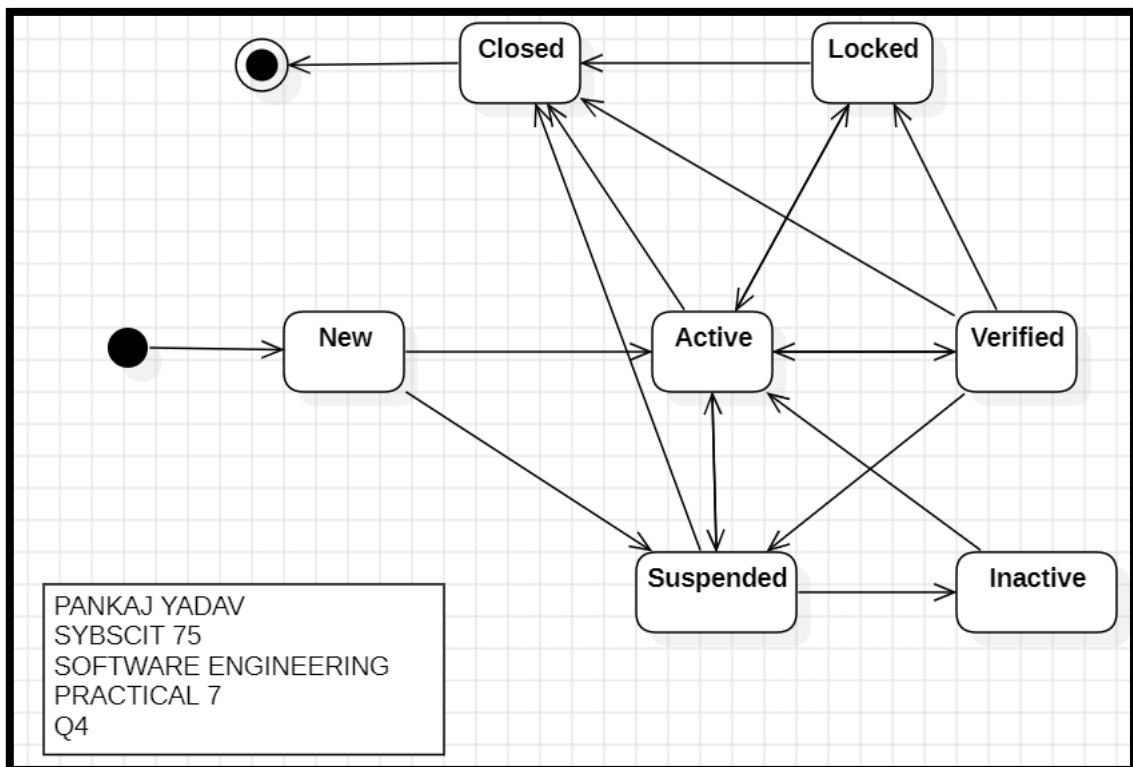 Closed
Locked
New
Active
Verified
Suspended
Inactive
PANKAJ YADAV
SYBSCIT 75
SOFTWARE ENGINEERING
PRACTICAL 7
Q4